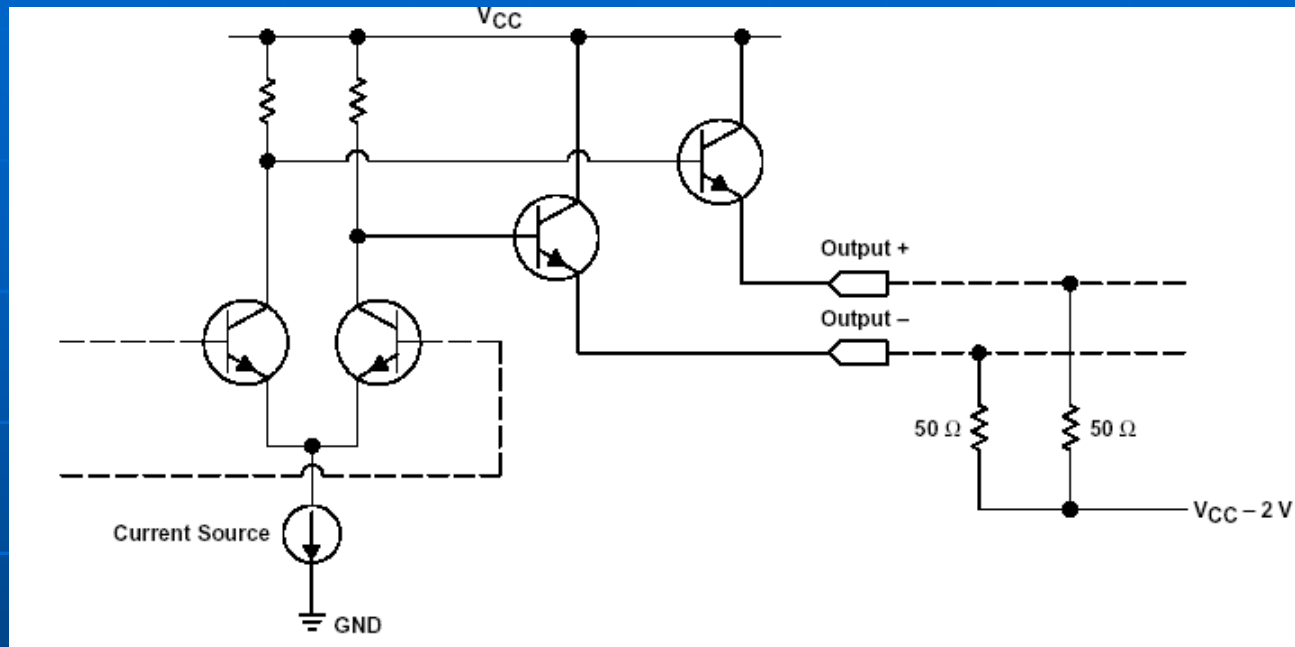 VCC
Output +
Output –
50 Ω
50 Ω
VCC – 2 V
Current Source
GND